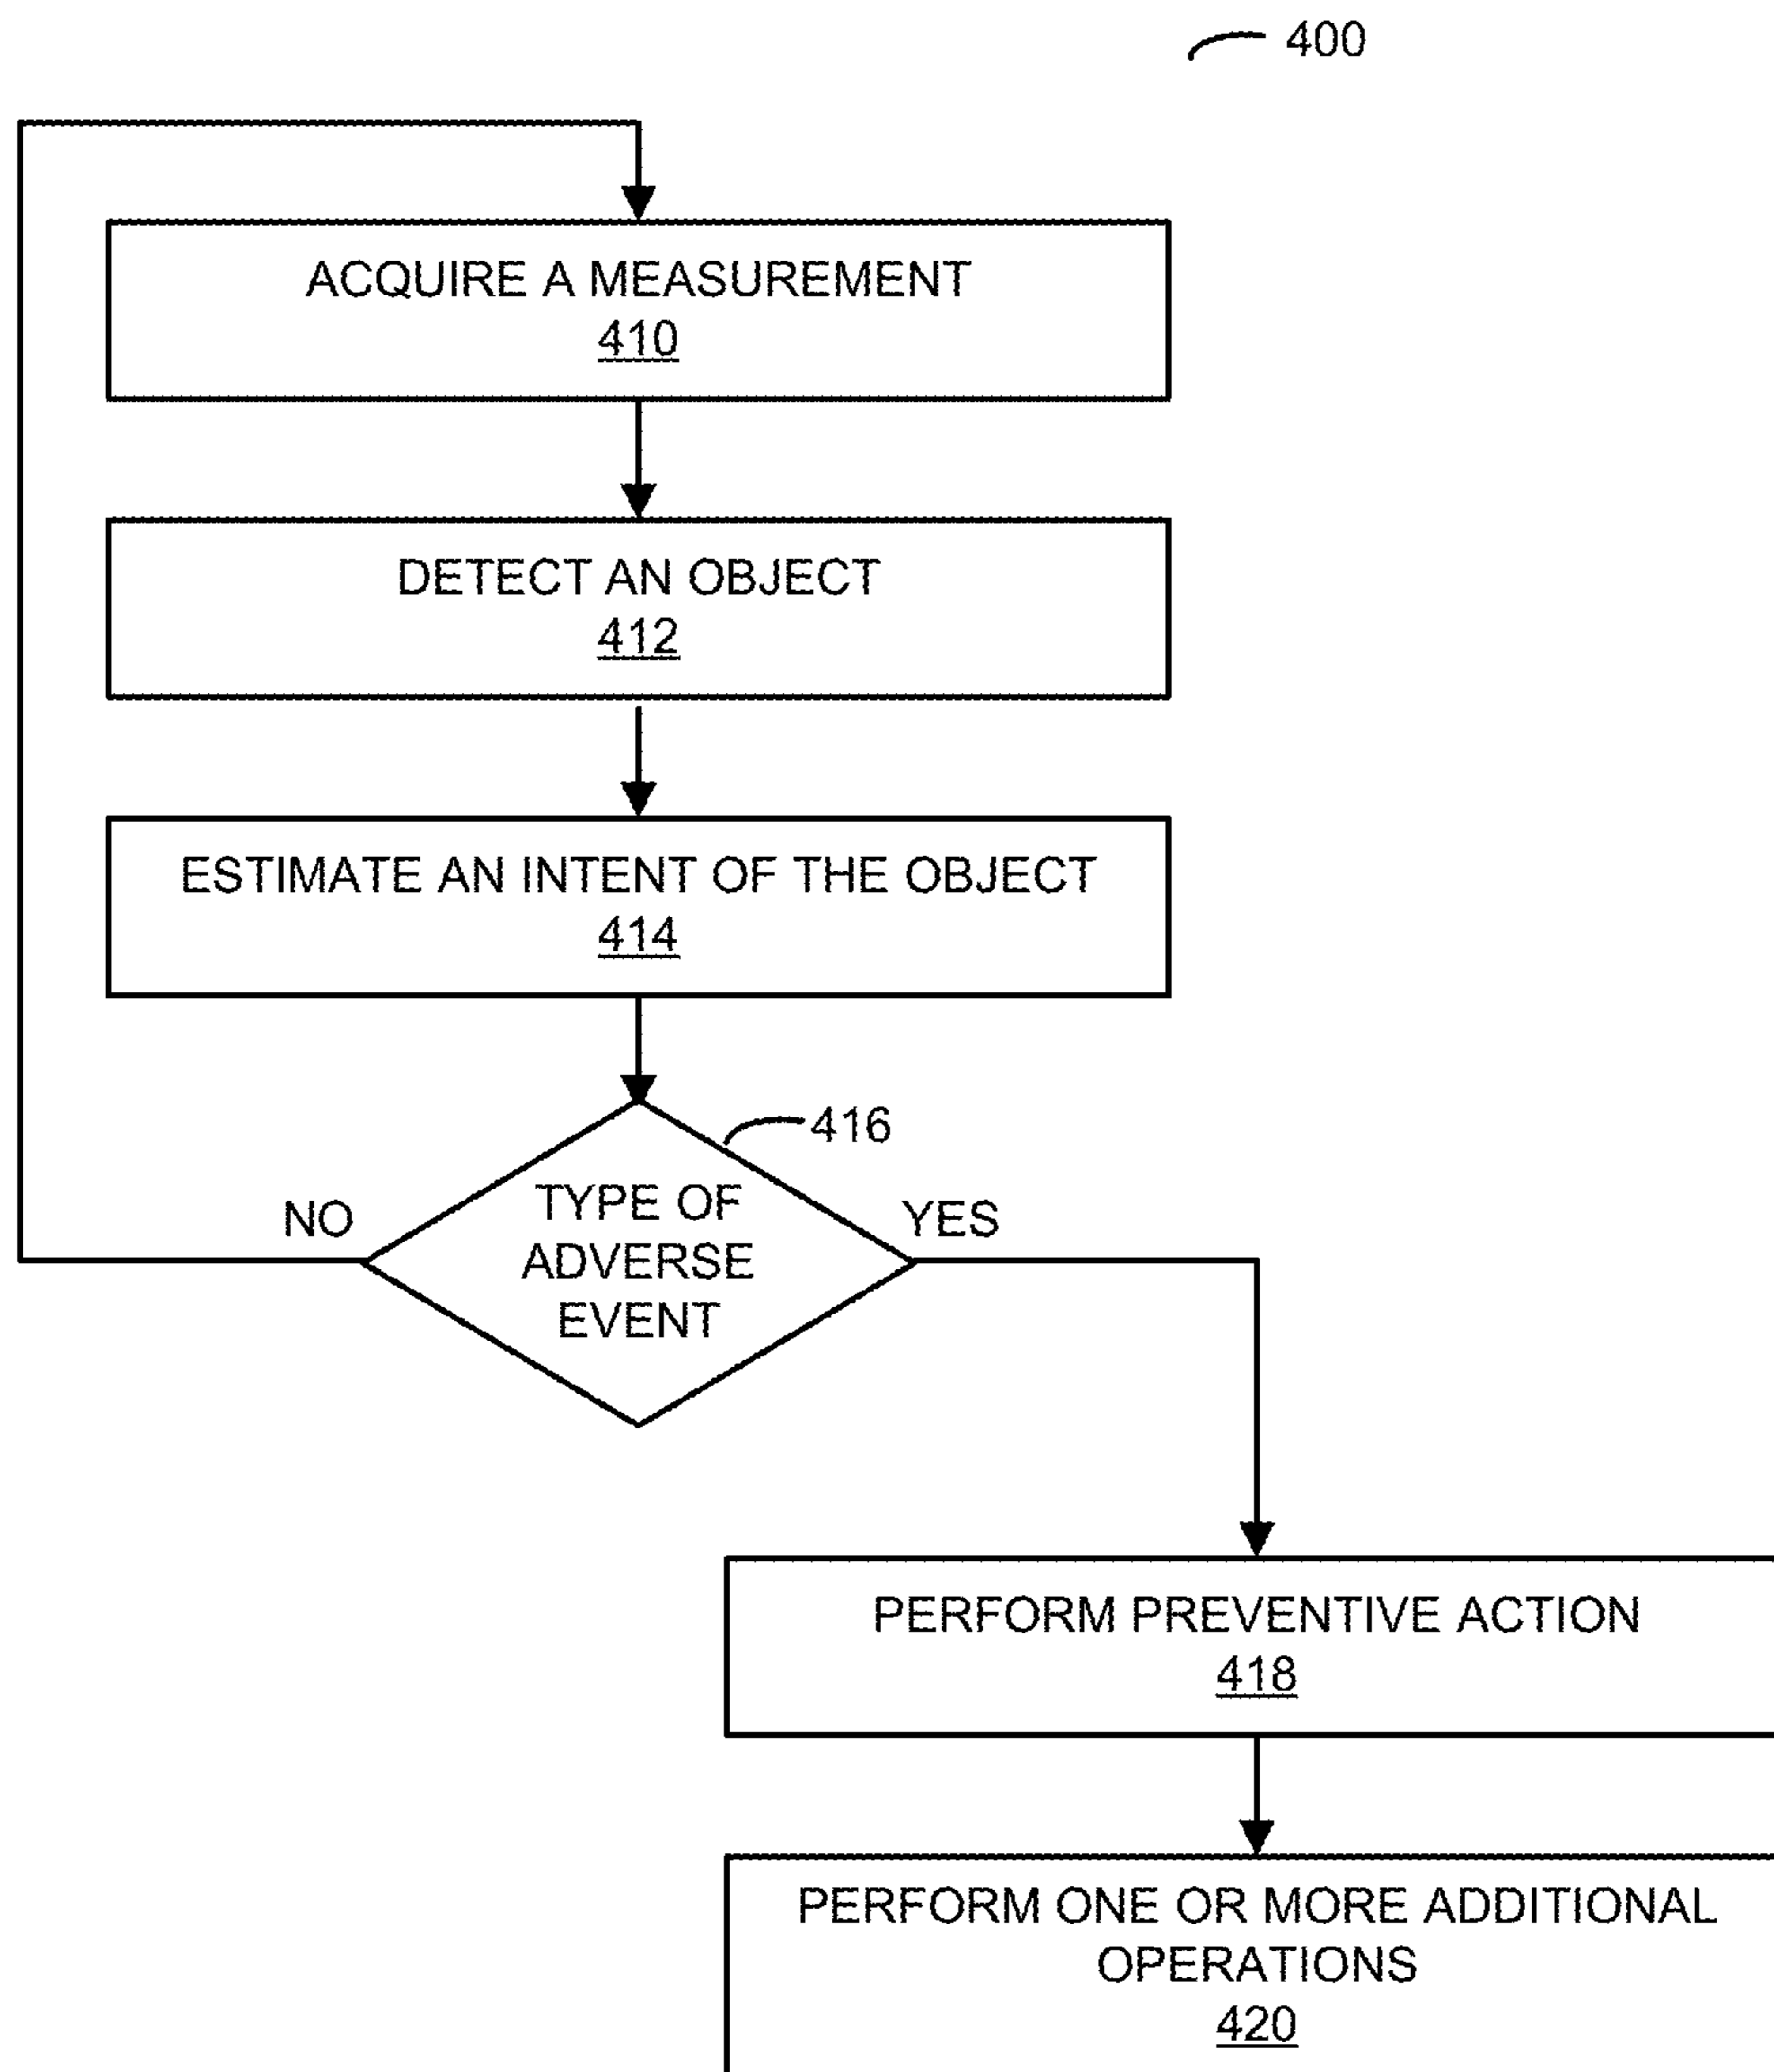 400
ACQUIRE A MEASUREMENT
410
DETECT AN OBJECT
412
ESTIMATE AN INTENT OF THE OBJECT
414
416
NO
TYPE OF
ADVERSE
EVENT
YES
PERFORM PREVENTIVE ACTION
418
PERFORM ONE OR MORE ADDITIONAL
OPERATIONS
420